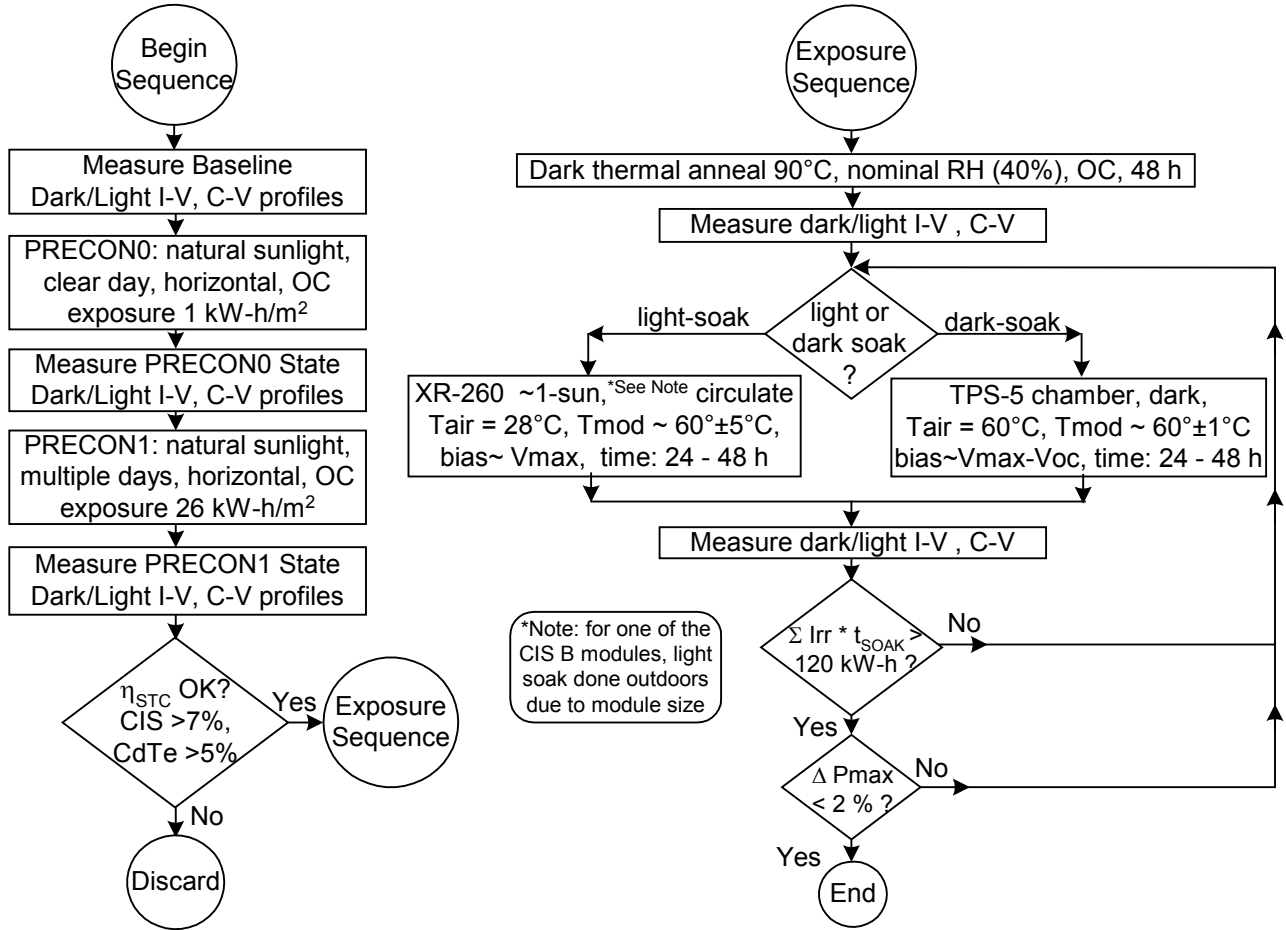 Begin
Sequence
Measure Baseline
Dark/Light I-V, C-V profiles
PRECON0: natural sunlight,
clear day, horizontal, OC
exposure 1 kW-h/m²
Measure PRECON0 State
Dark/Light I-V, C-V profiles
PRECON1: natural sunlight,
multiple days, horizontal, OC
exposure 26 kW-h/m²
Measure PRECON1 State
Dark/Light I-V, C-V profiles
η_STC OK?
CIS >7%,
CdTe >5%
Yes
Exposure
Sequence
No
Discard
Exposure
Sequence
Dark thermal anneal 90°C, nominal RH (40%), OC, 48 h
Measure dark/light I-V , C-V
light or
dark soak
?
light-soak
dark-soak
XR-260 ~1-sun,*See Note circulate
Tair = 28°C, Tmod ~ 60°±5°C,
bias~ Vmax, time: 24 - 48 h
TPS-5 chamber, dark,
Tair = 60°C, Tmod ~ 60°±1°C
bias~Vmax-Voc, time: 24 - 48 h
Measure dark/light I-V , C-V
*Note: for one of the
CIS B modules, light
soak done outdoors
due to module size
Σ Irr * t_SOAK >
120 kW-h ?
No
Yes
Δ Pmax
< 2 % ?
No
Yes
End